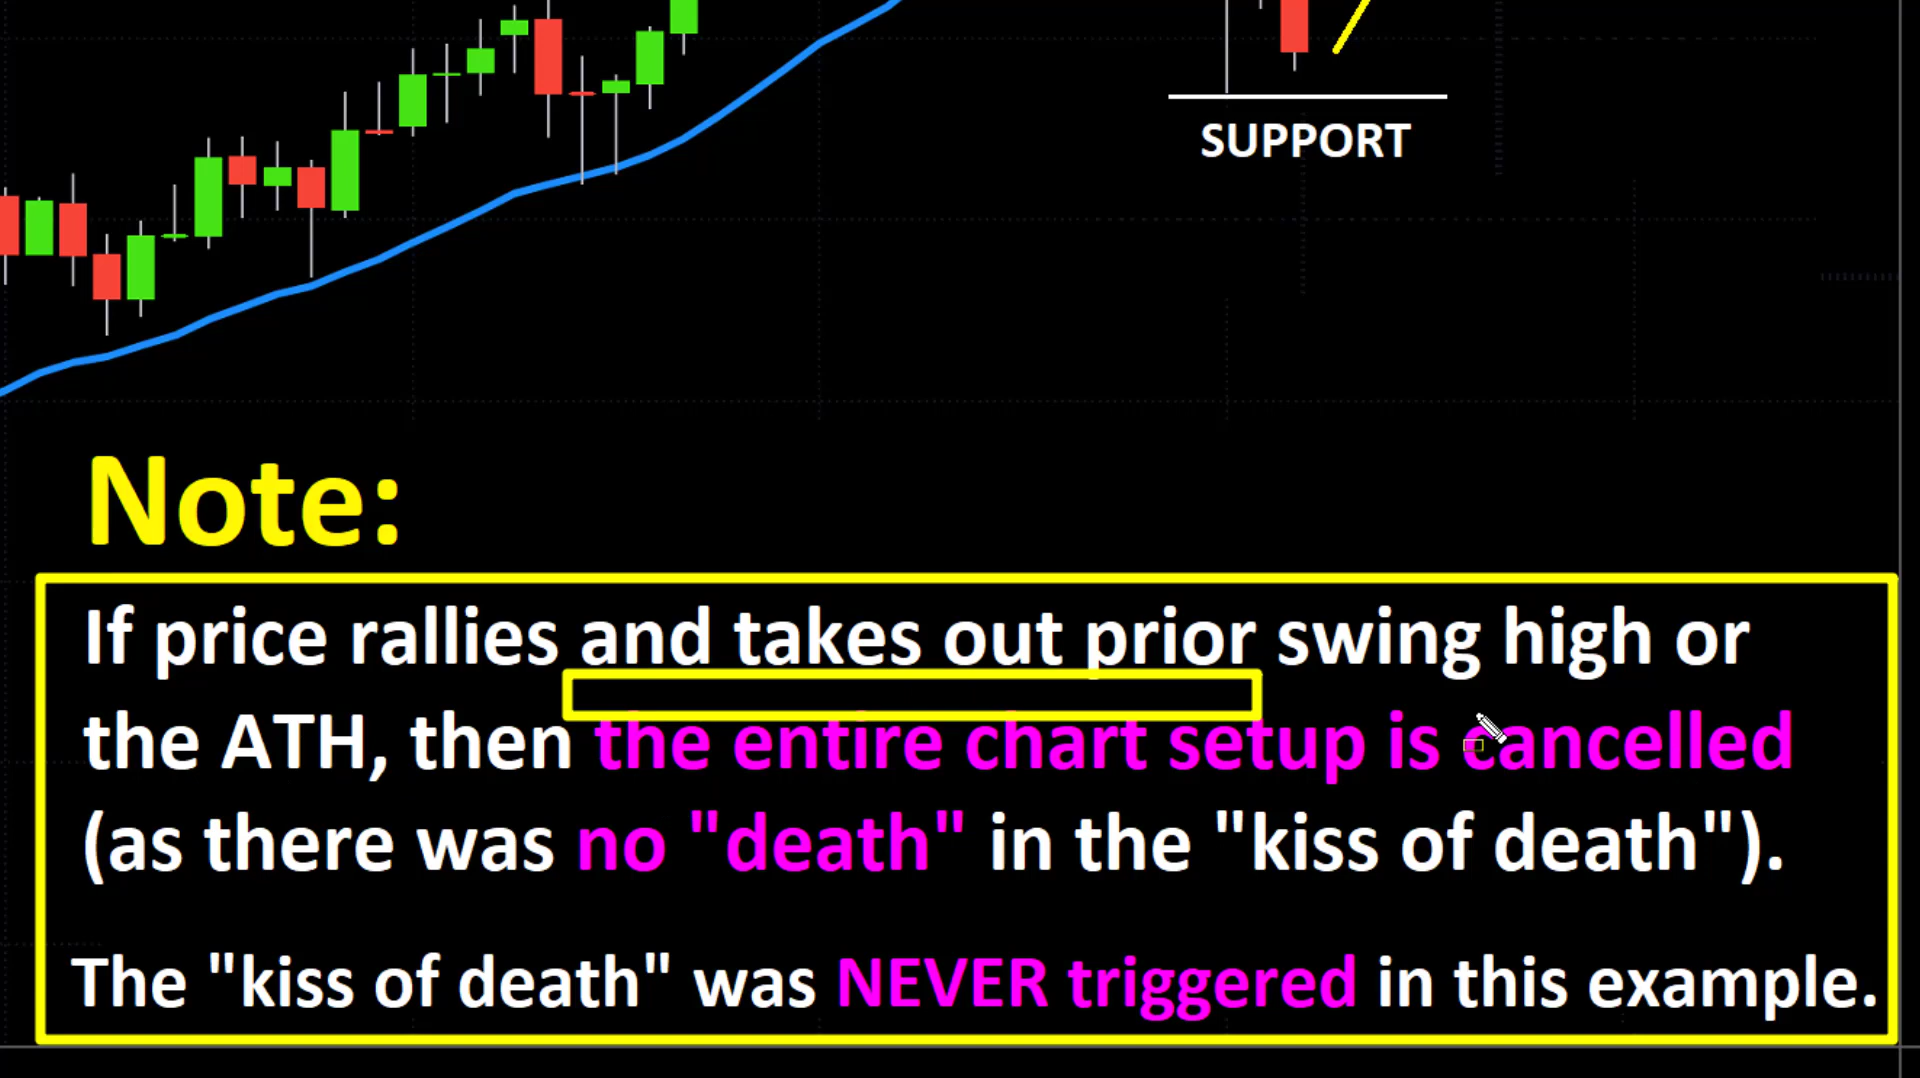 SUPPORT
Note:
If price rallies and takes out prior swing high or
the ATH, then the entire chart setup is cancelled
(as there was no "death" in the "kiss of death").
The "kiss of death" was NEVER triggered in this example.